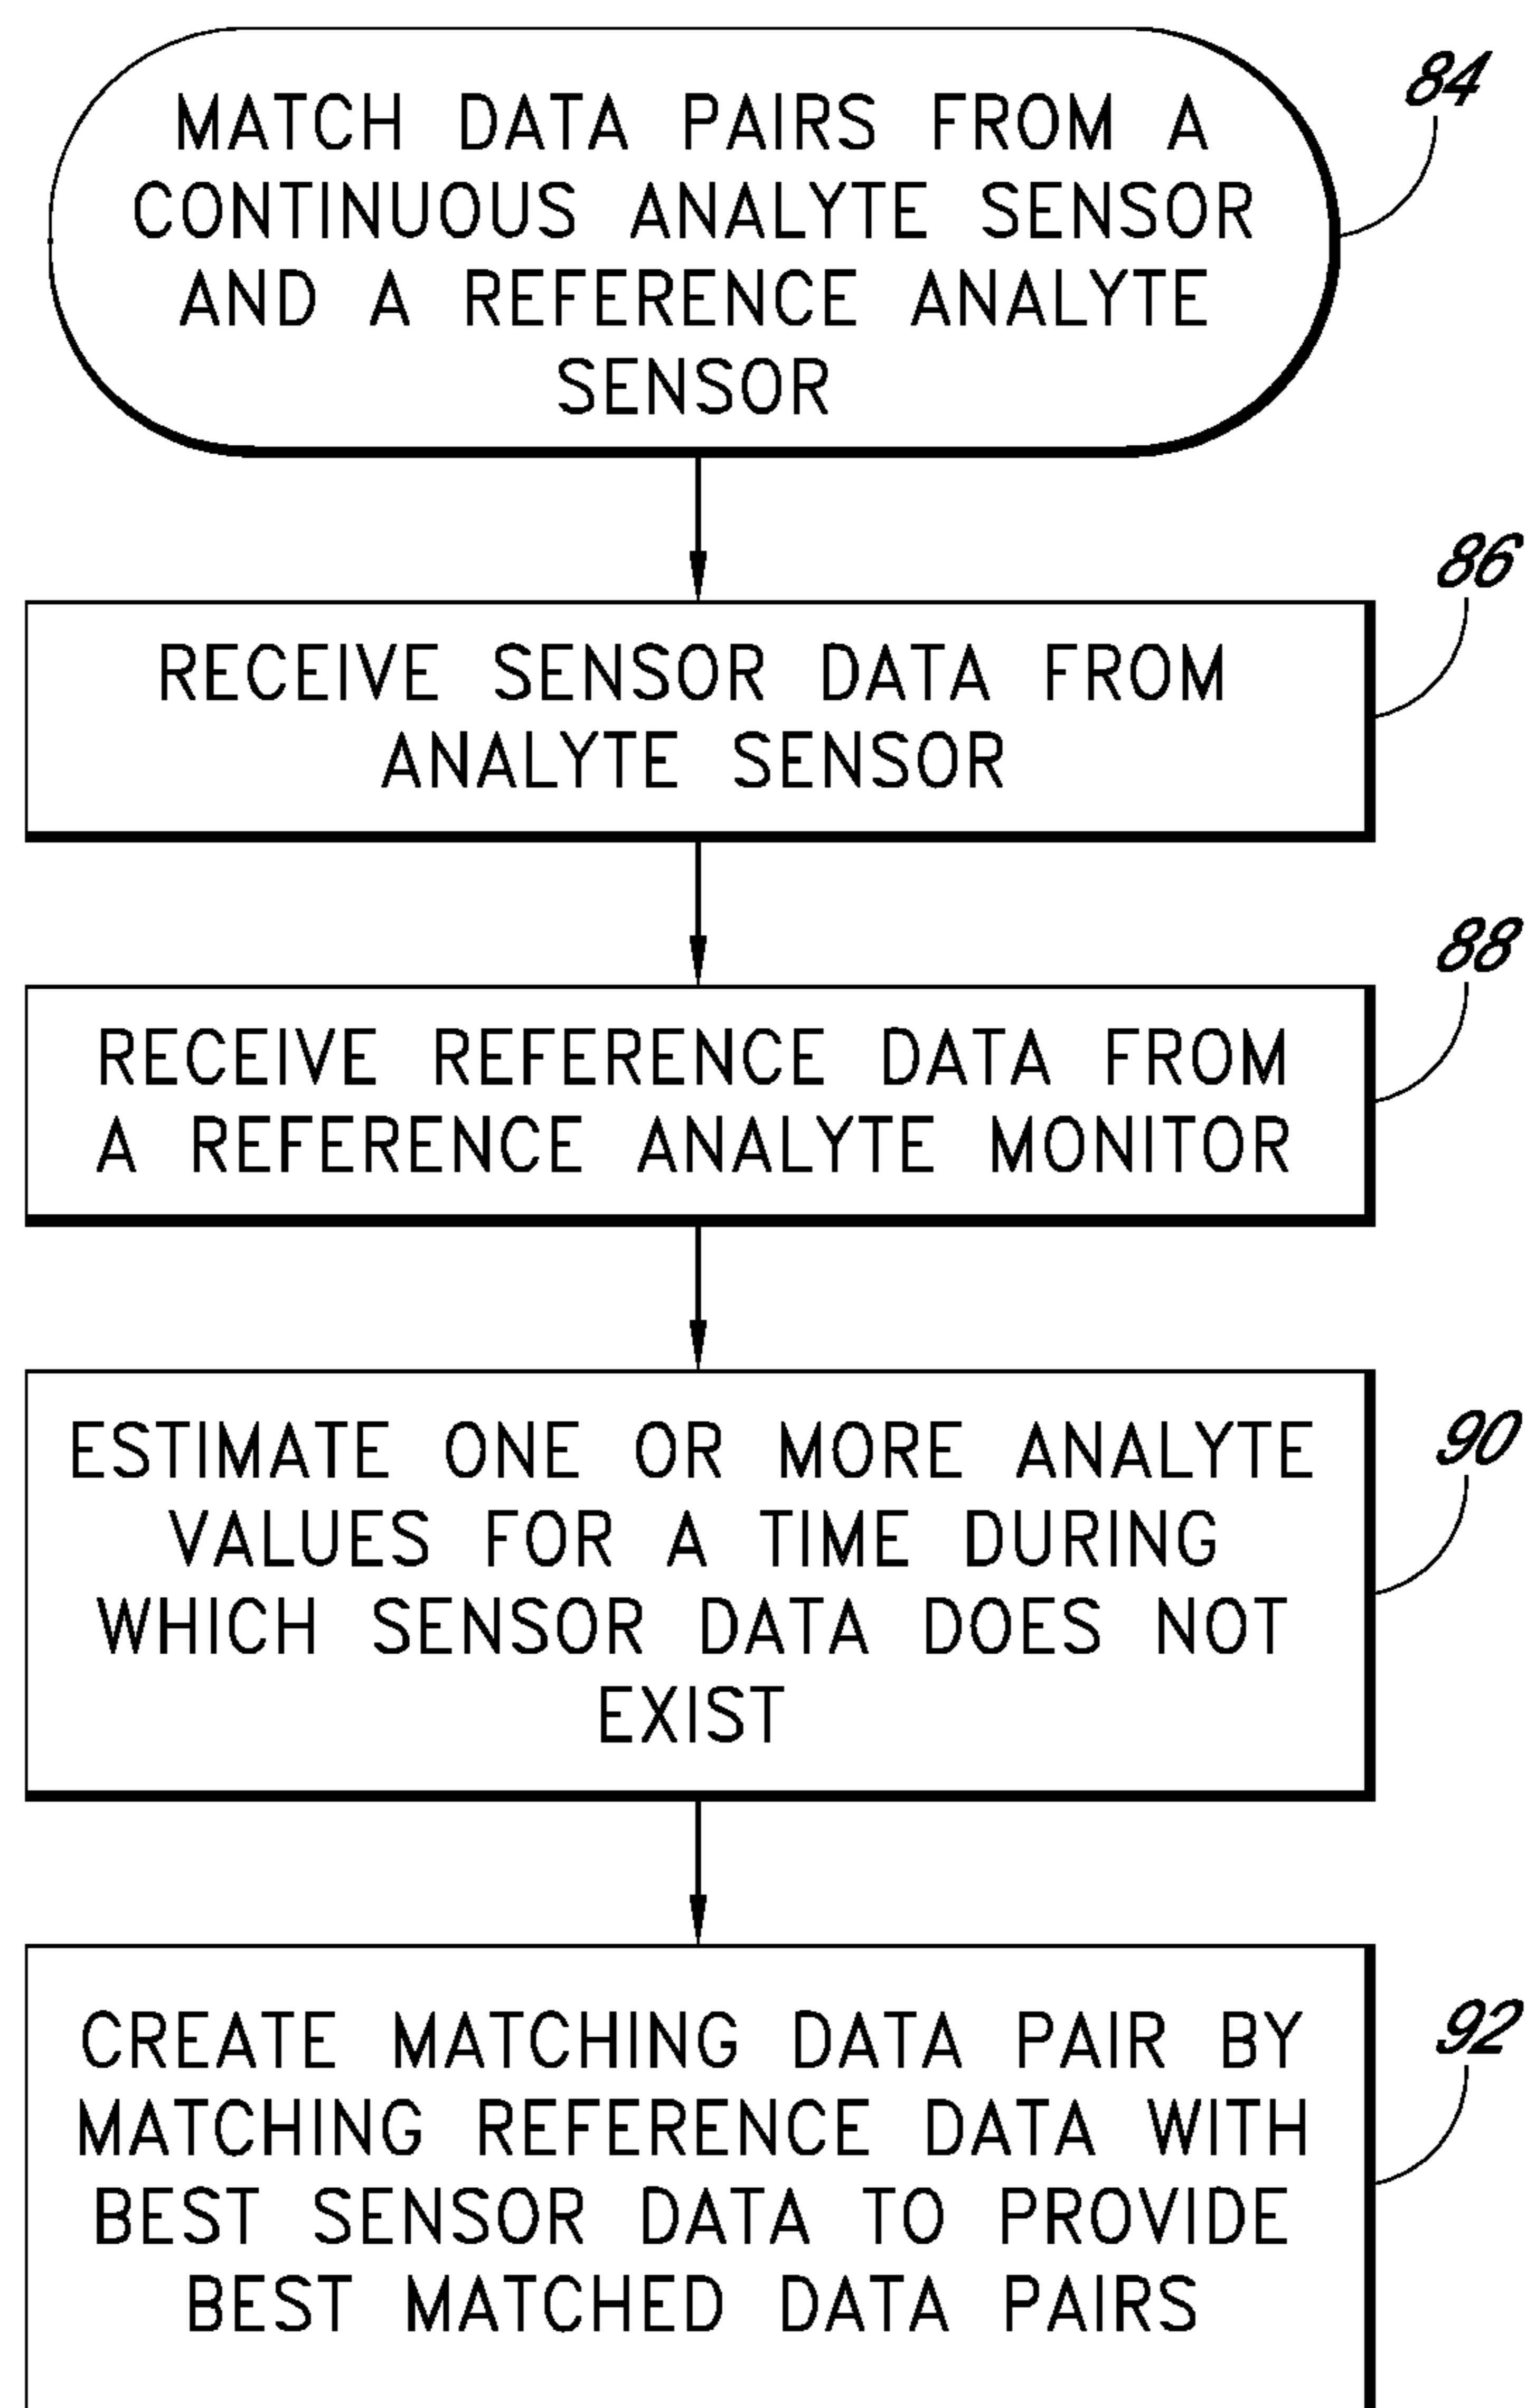 MATCH DATA PAIRS FROM A
CONTINUOUS ANALYTE SENSOR
AND A REFERENCE ANALYTE
SENSOR
84
RECEIVE SENSOR DATA FROM
ANALYTE SENSOR
86
RECEIVE REFERENCE DATA FROM
A REFERENCE ANALYTE MONITOR
88
ESTIMATE ONE OR MORE ANALYTE
VALUES FOR A TIME DURING
WHICH SENSOR DATA DOES NOT
EXIST
90
CREATE MATCHING DATA PAIR BY
MATCHING REFERENCE DATA WITH
BEST SENSOR DATA TO PROVIDE
BEST MATCHED DATA PAIRS
92